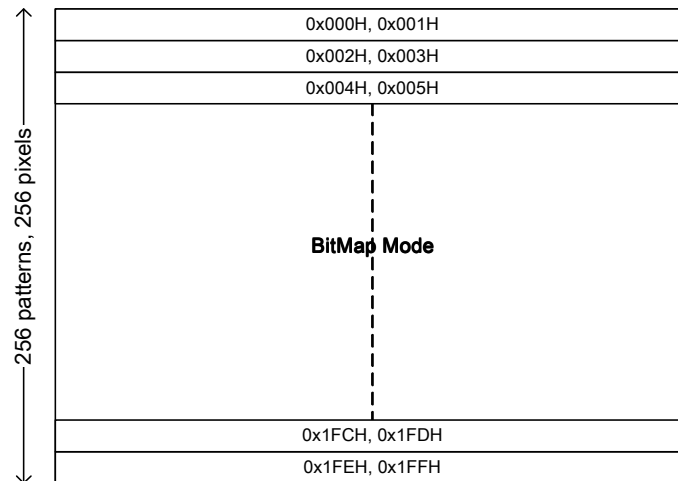 0x000H, 0x001H
0x002H, 0x003H
0x004H, 0x005H
256 patterns, 256 pixels
BitMap Mode
0x1FCH, 0x1FDH
0x1FEH, 0x1FFH